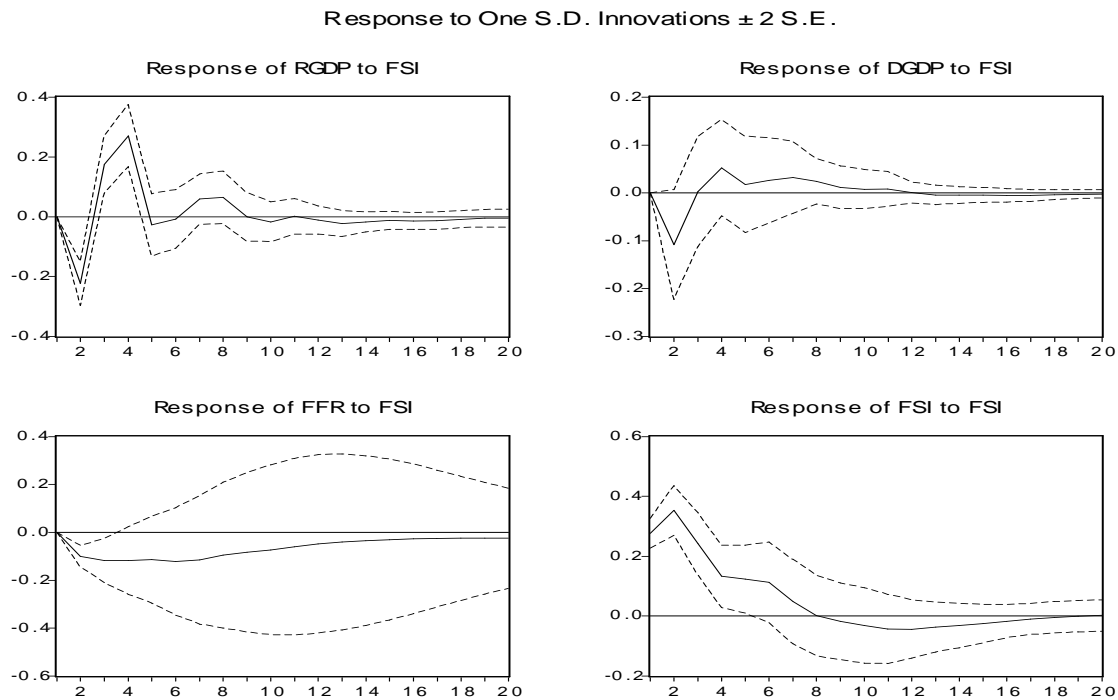 Response to One S.D. Innovations ± 2 S.E.
Response of RGDP to FSI
0.4
0.2
0.0
-0.2
-0.4
2 4 6 8 10 12 14 16 18 20
Response of DGDP to FSI
0.2
0.1
0.0
-0.1
-0.2
-0.3
2 4 6 8 10 12 14 16 18 20
Response of FFR to FSI
0.4
0.2
0.0
-0.2
-0.4
-0.6
2 4 6 8 10 12 14 16 18 20
Response of FSI to FSI
0.6
0.4
0.2
0.0
-0.2
2 4 6 8 10 12 14 16 18 20